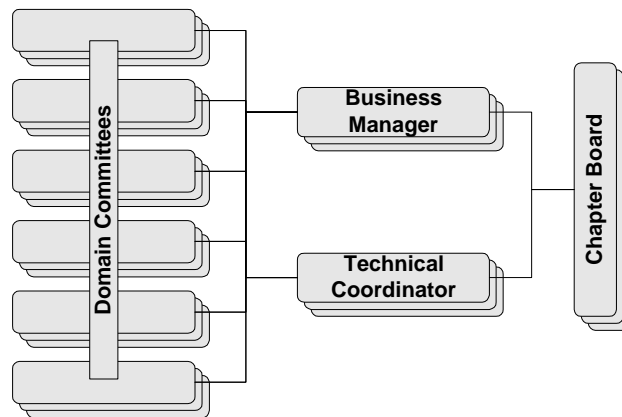 Domain Committees
Business
Manager
Technical
Coordinator
Chapter Board